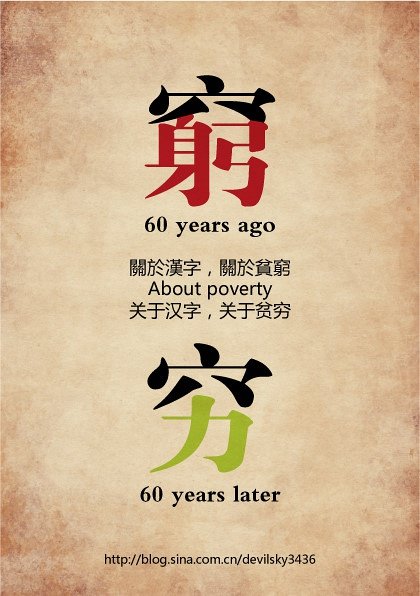 窮
60 years ago
關於漢字，關於貧窮
About poverty
关于汉字，关于贫穷
穷
60 years later
http://blog.sina.com.cn/devilsky3436